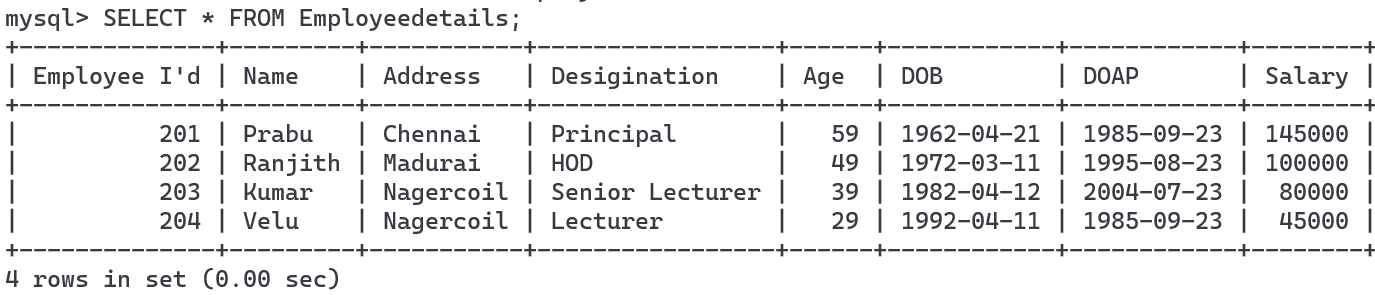 mysql> SELECT * FROM Employeedetails;
+--------------+---------+-----------+-----------------+------+------------+------------+--------+
| Employee I'd | Name    | Address   | Desigination    | Age  | DOB        | DOAP       | Salary |
+--------------+---------+-----------+-----------------+------+------------+------------+--------+
|          201 | Prabu   | Chennai   | Principal       |   59 | 1962-04-21 | 1985-09-23 | 145000 |
|          202 | Ranjith | Madurai   | HOD             |   49 | 1972-03-11 | 1995-08-23 | 100000 |
|          203 | Kumar   | Nagercoil | Senior Lecturer |   39 | 1982-04-12 | 2004-07-23 |  80000 |
|          204 | Velu    | Nagercoil | Lecturer        |   29 | 1992-04-11 | 1985-09-23 |  45000 |
+--------------+---------+-----------+-----------------+------+------------+------------+--------+
4 rows in set (0.00 sec)